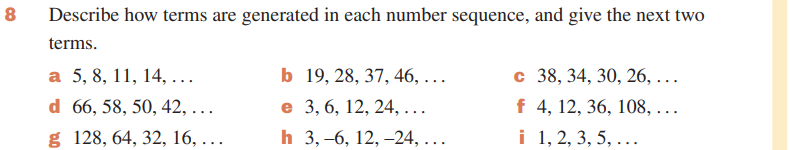 8 Describe how terms are generated in each number sequence, and give the next two
terms.
a 5, 8, 11, 14, ... b 19, 28, 37, 46, ... c 38, 34, 30, 26, ...
d 66, 58, 50, 42, ... e 3, 6, 12, 24, ... f 4, 12, 36, 108, ...
g 128, 64, 32, 16, ... h 3, –6, 12, –24, ... i 1, 2, 3, 5, ...